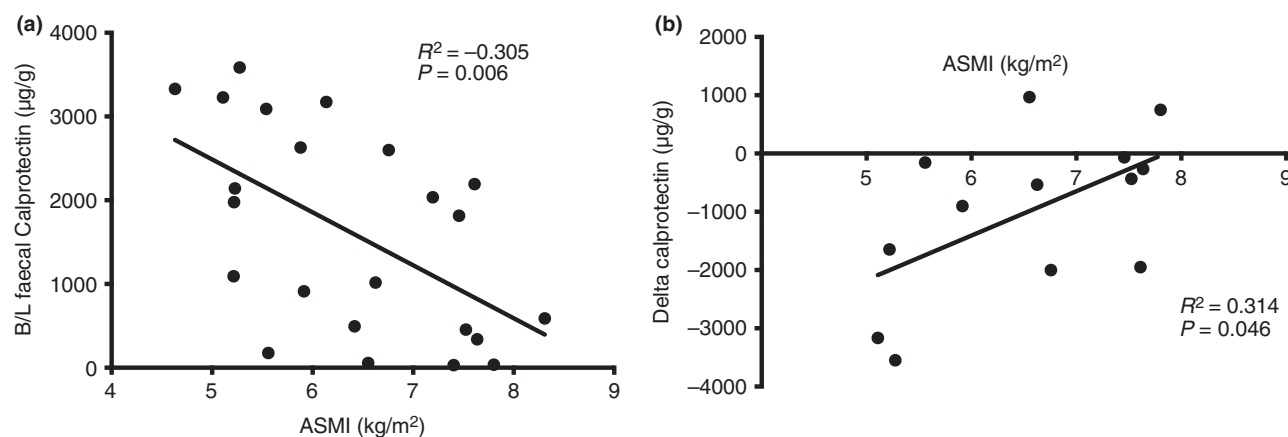 (a)
4000
3000
2000
1000
0
B/L faecal Calprotectin (µg/g)
R² = –0.305
P = 0.006
4 5 6 7 8 9
ASMI (kg/m²)
(b)
2000
1000
0
–1000
–2000
–3000
–4000
Delta calprotectin (µg/g)
ASMI (kg/m²)
5 6 7 8 9
R² = 0.314
P = 0.046